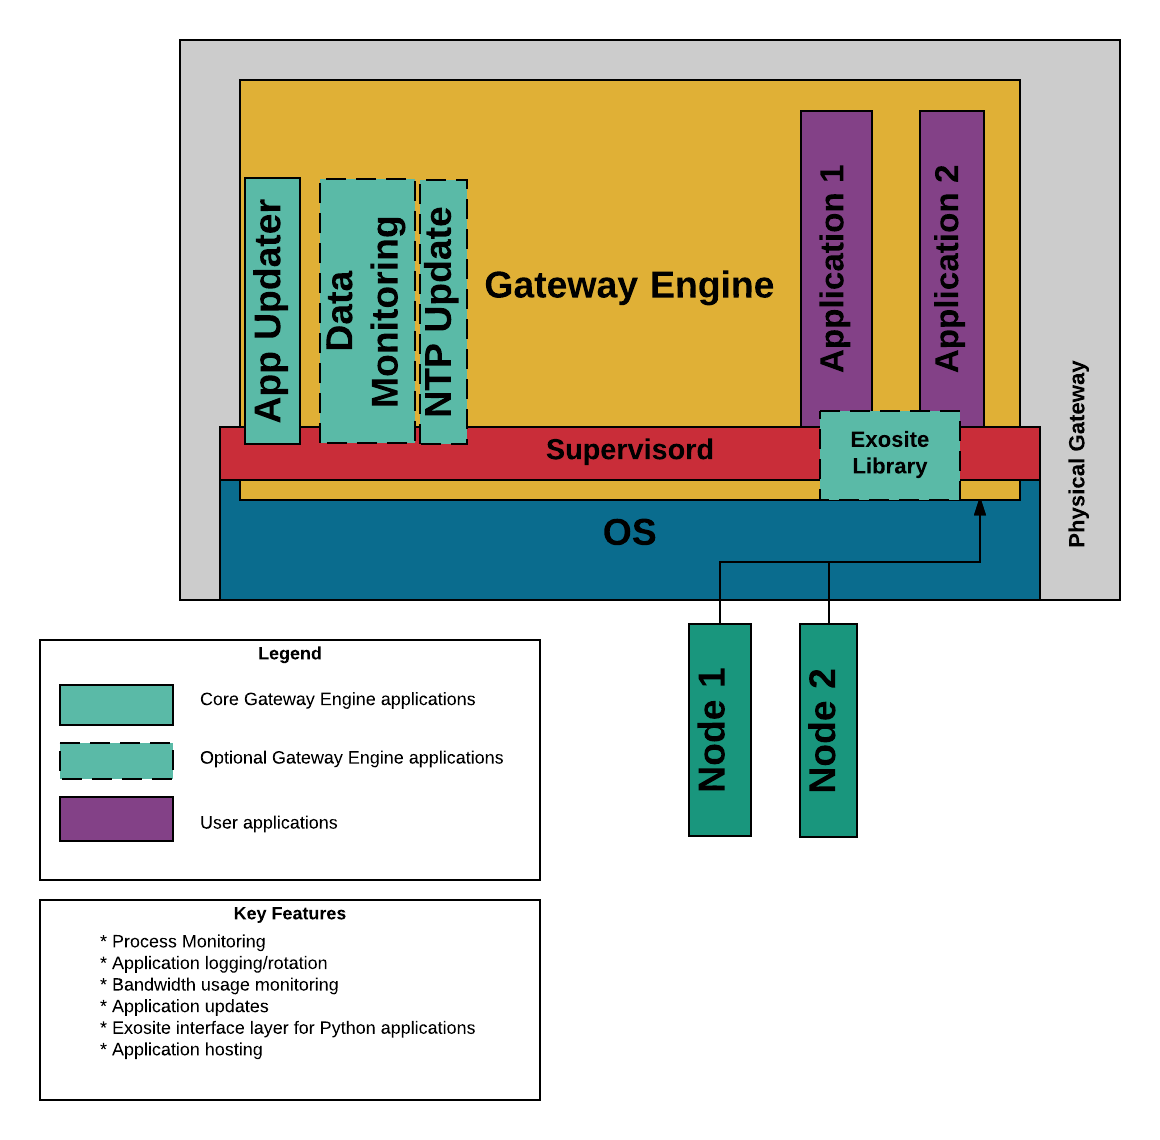 App Updater
Data
Monitoring
NTP Update
Gateway Engine
Application 1
Application 2
Supervisord
Exosite
Library
OS
Physical Gateway
Node 1
Node 2
Legend
Core Gateway Engine applications
Optional Gateway Engine applications
User applications
Key Features
* Process Monitoring
* Application logging/rotation
* Bandwidth usage monitoring
* Application updates
* Exosite interface layer for Python applications
* Application hosting